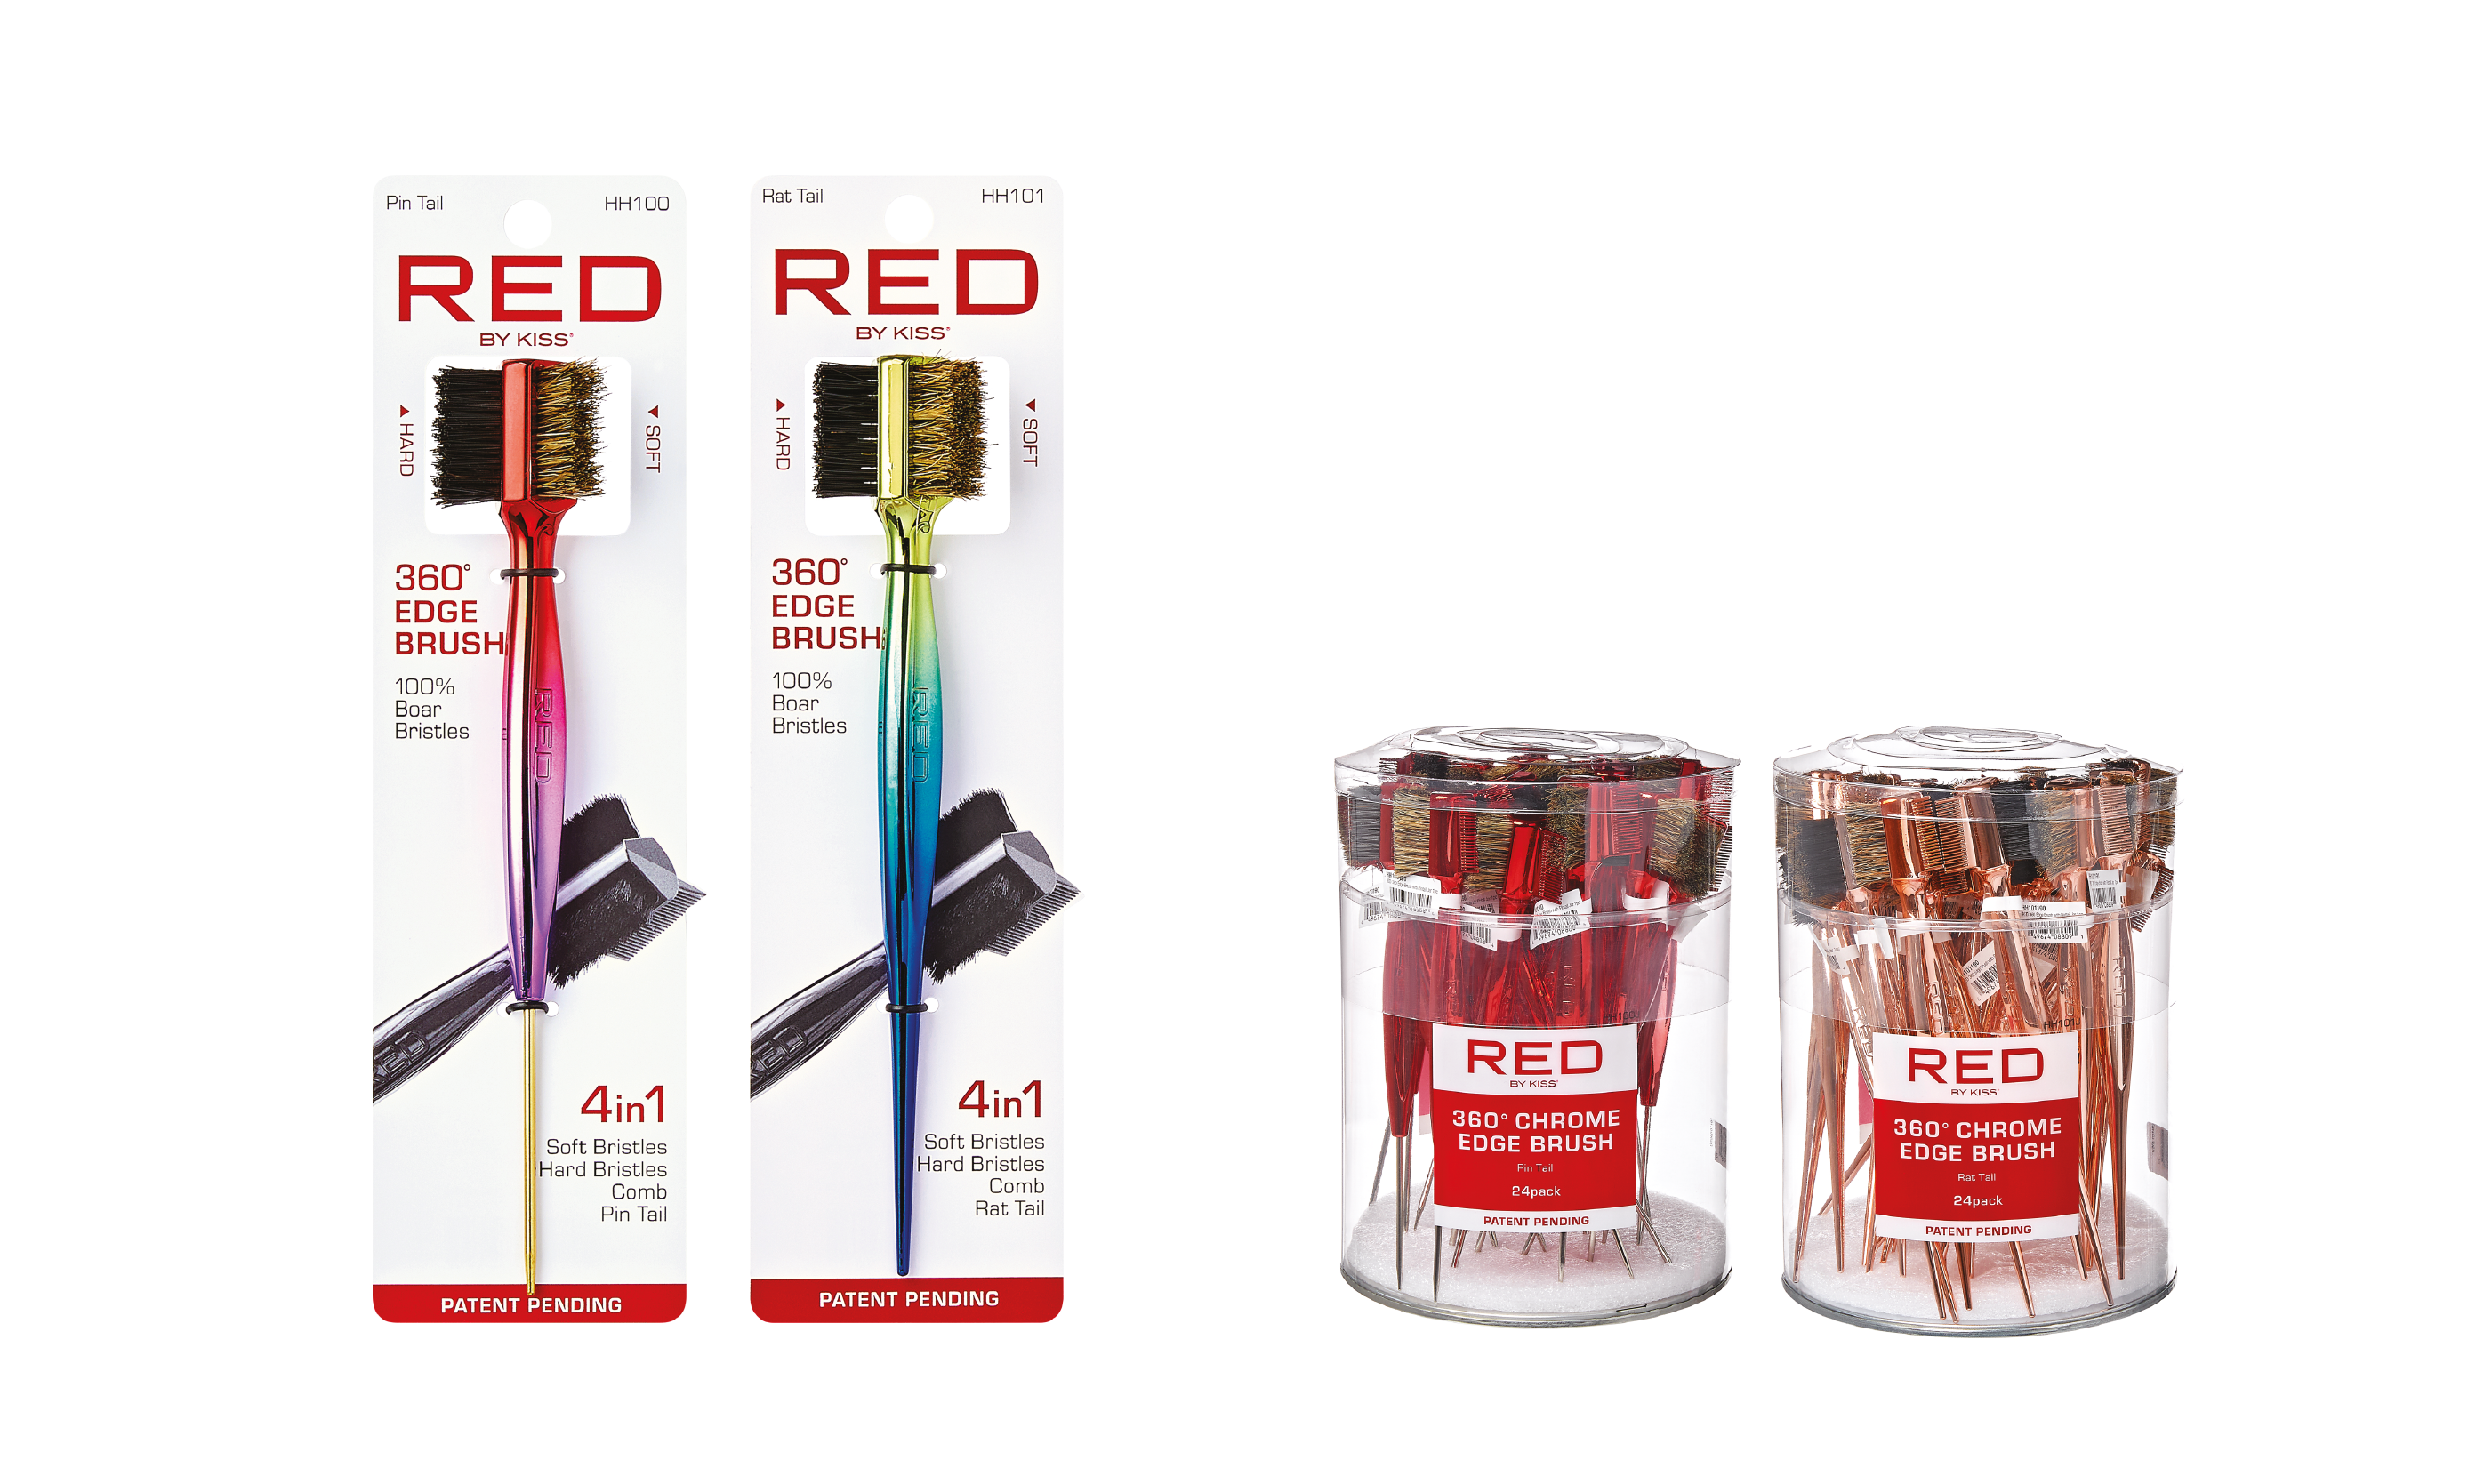 Pin Tail HH100
RED
BY KISS®
HARD
SOFT
360°
EDGE
BRUSH
100%
Boar
Bristles
RED
RED
4in1
Soft Bristles
Hard Bristles
Comb
Pin Tail
PATENT PENDING
Rat Tail HH101
RED
BY KISS®
HARD
SOFT
360°
EDGE
BRUSH
100%
Boar
Bristles
RED
RED
4in1
Soft Bristles
Hard Bristles
Comb
Rat Tail
PATENT PENDING
RED
BY KISS®
360° CHROME
EDGE BRUSH
Pin Tail
24pack
PATENT PENDING
HH101
RED
BY KISS®
360° CHROME
EDGE BRUSH
Rat Tail
24pack
PATENT PENDING